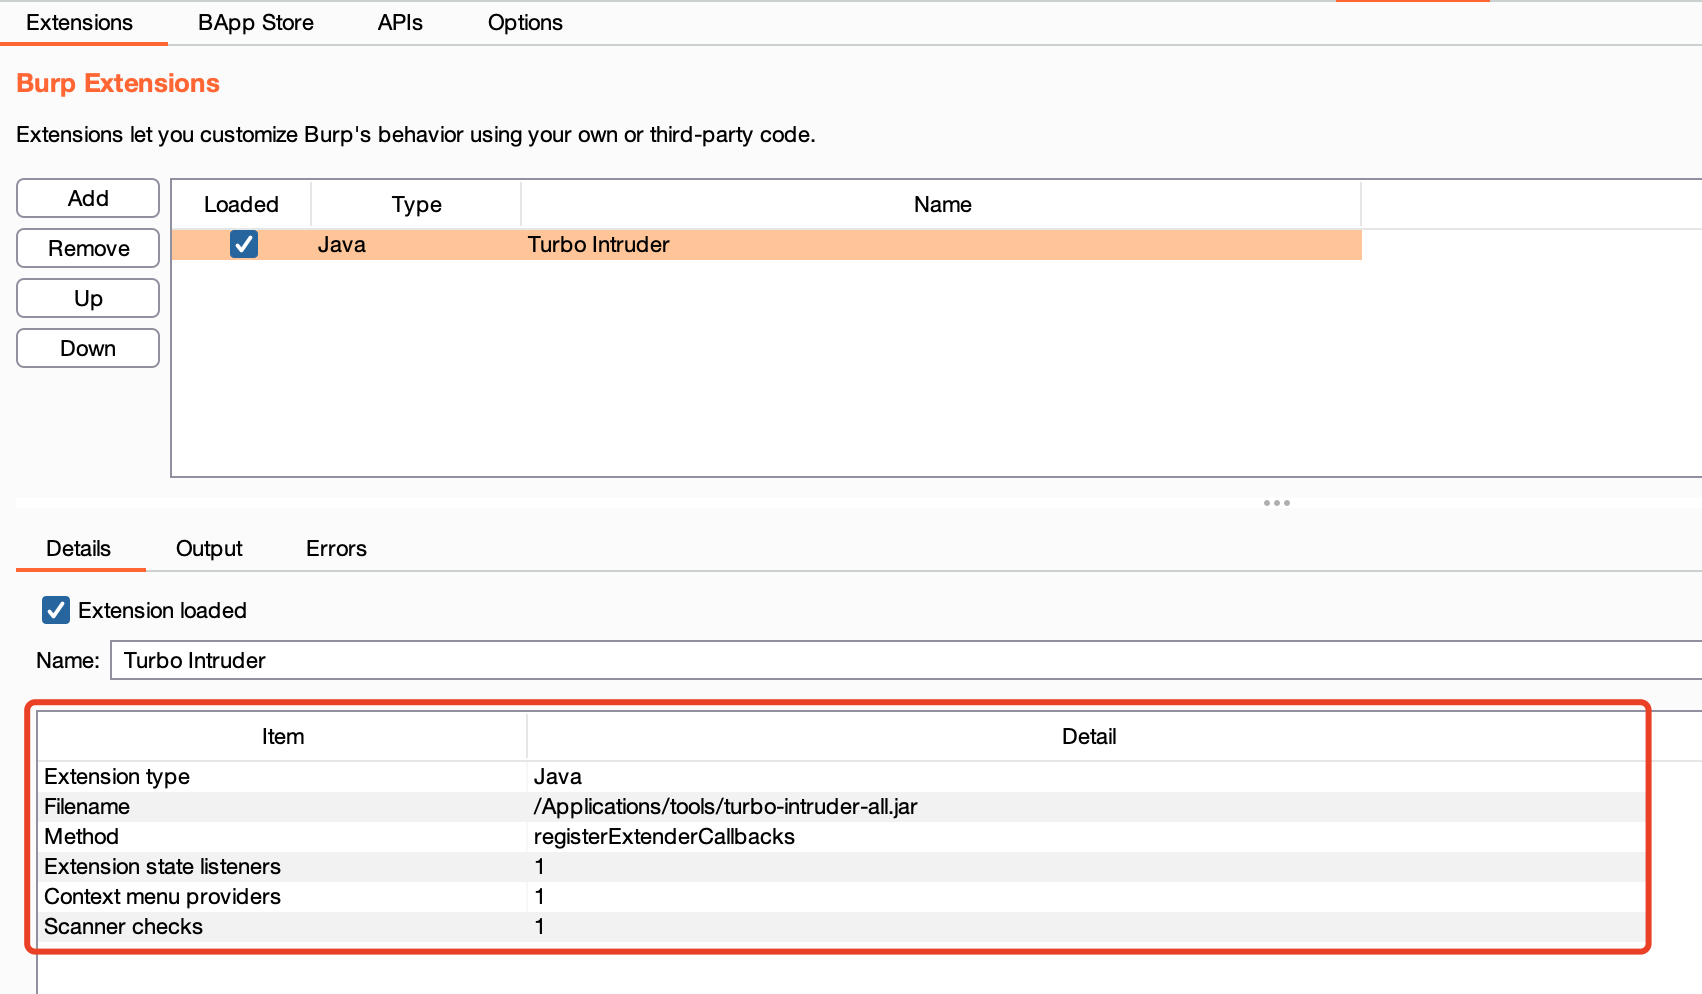 Extensions BApp Store APIs Options
Burp Extensions
Extensions let you customize Burp's behavior using your own or third-party code.
Add
Remove
Up
Down
Loaded Type Name
Java Turbo Intruder
Details Output Errors
Extension loaded
Name: Turbo Intruder
Item Detail
Extension type Java
Filename /Applications/tools/turbo-intruder-all.jar
Method registerExtenderCallbacks
Extension state listeners 1
Context menu providers 1
Scanner checks 1